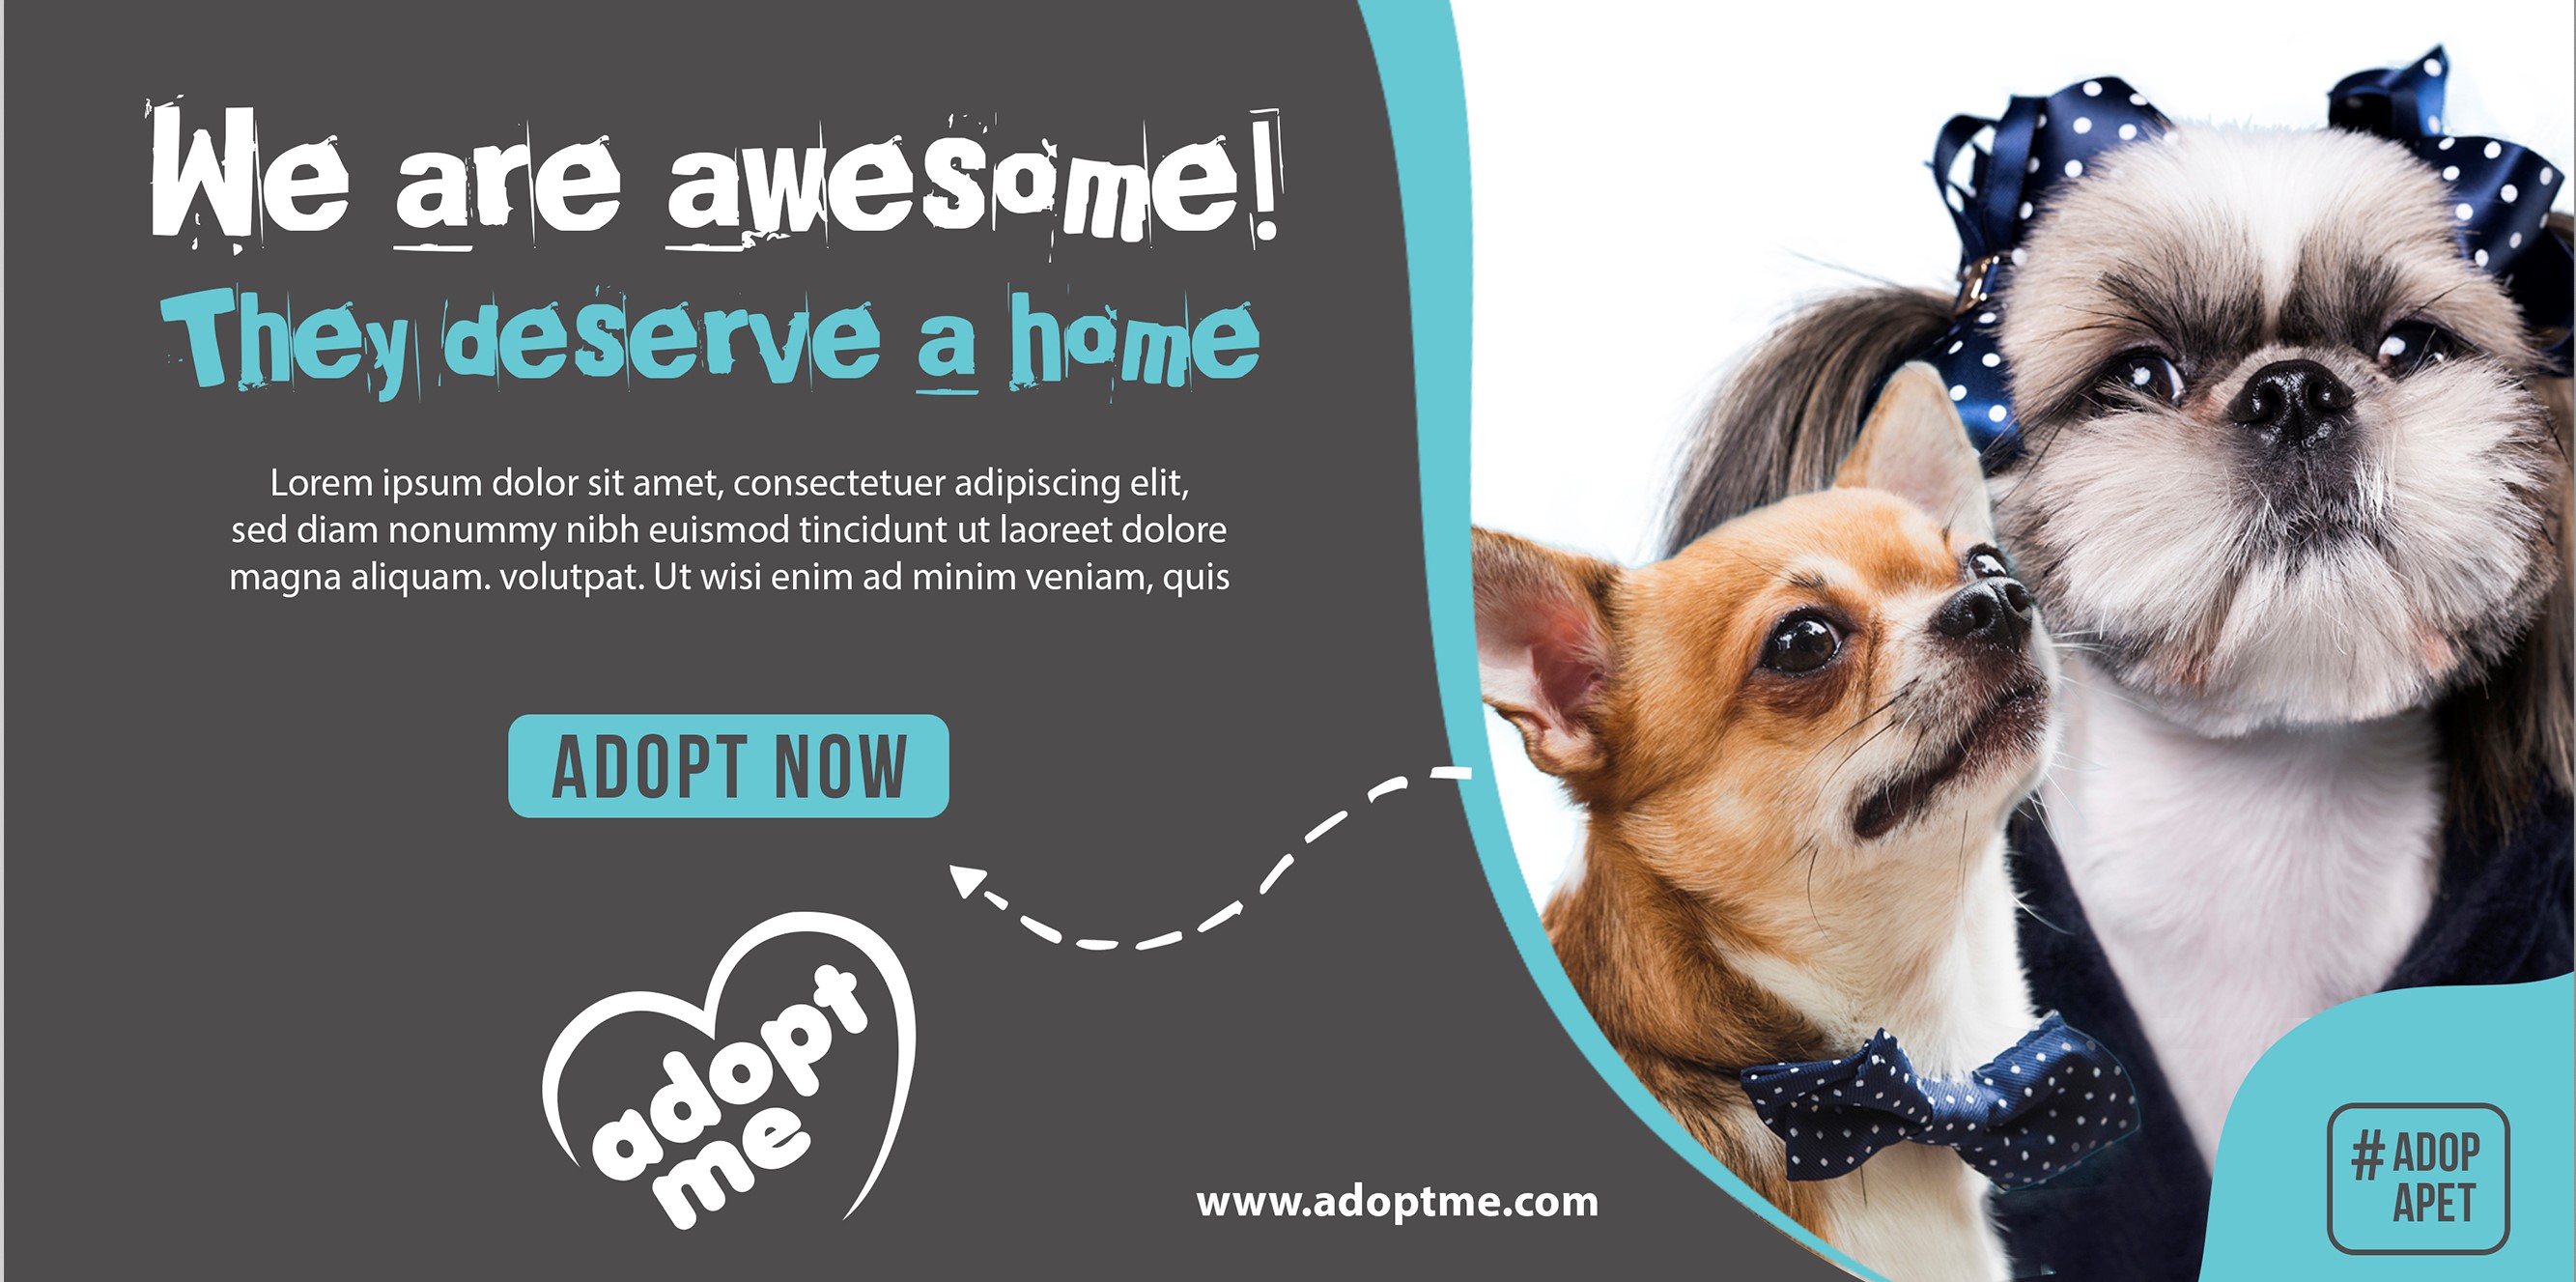 We are awesome!
They deserve a home
Lorem ipsum dolor sit amet, consectetuer adipiscing elit,
sed diam nonummy nibh euismod tincidunt ut laoreet dolore
magna aliquam. volutpat. Ut wisi enim ad minim veniam, quis
ADOPT NOW
adopt
me
www.adoptme.com
# ADOP
APET